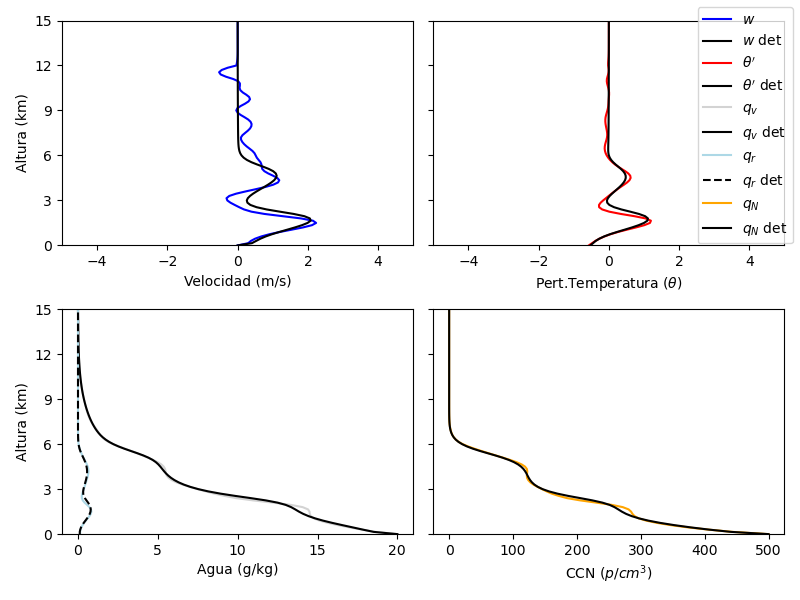 w
w det
θ'
θ' det
q_v
q_v det
q_r
q_r det
q_N
q_N det
15
12
9
6
3
0
Altura (km)
−4 −2 0 2 4
Velocidad (m/s)
−4 −2 0 2 4
Pert.Temperatura (θ)
15
12
9
6
3
0
Altura (km)
0 5 10 15 20
Agua (g/kg)
0 100 200 300 400 500
CCN (p/cm³)